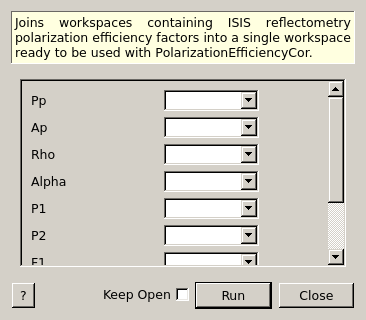 Joins workspaces containing ISIS reflectometry
polarization efficiency factors into a single workspace
ready to be used with PolarizationEfficiencyCor.
Pp
Ap
Rho
Alpha
P1
P2
F1
? Keep Open Run Close